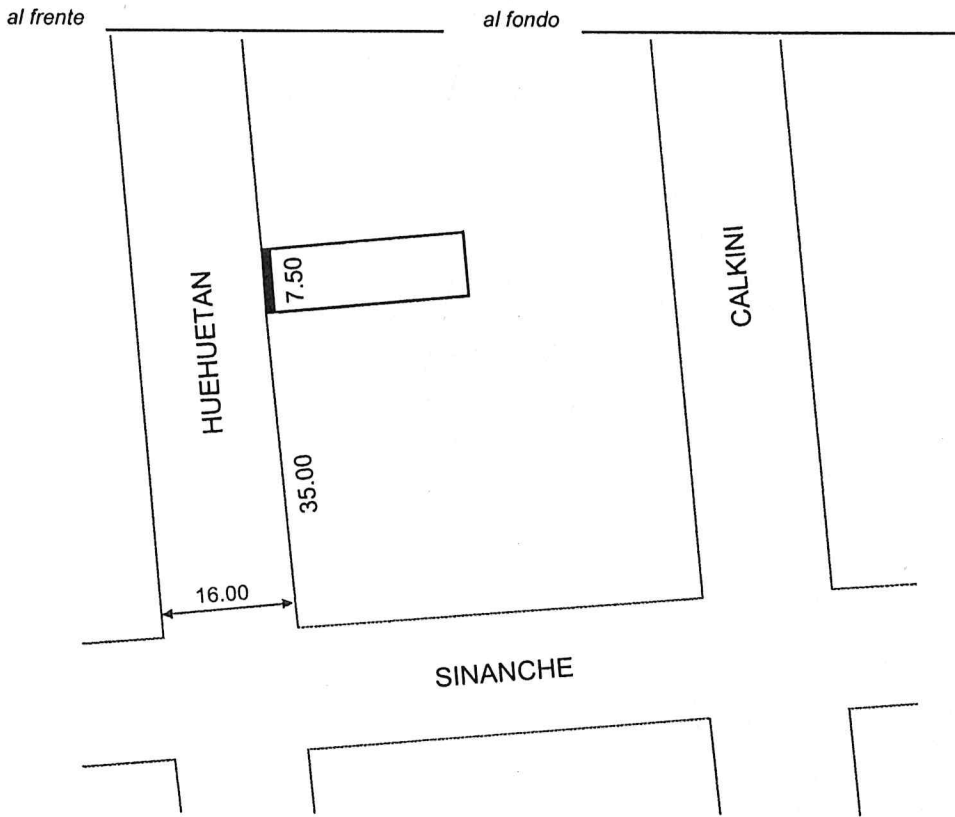 al frente
al fondo
HUEHUETAN
7.50
CALKINI
35.00
16.00
SINANCHE